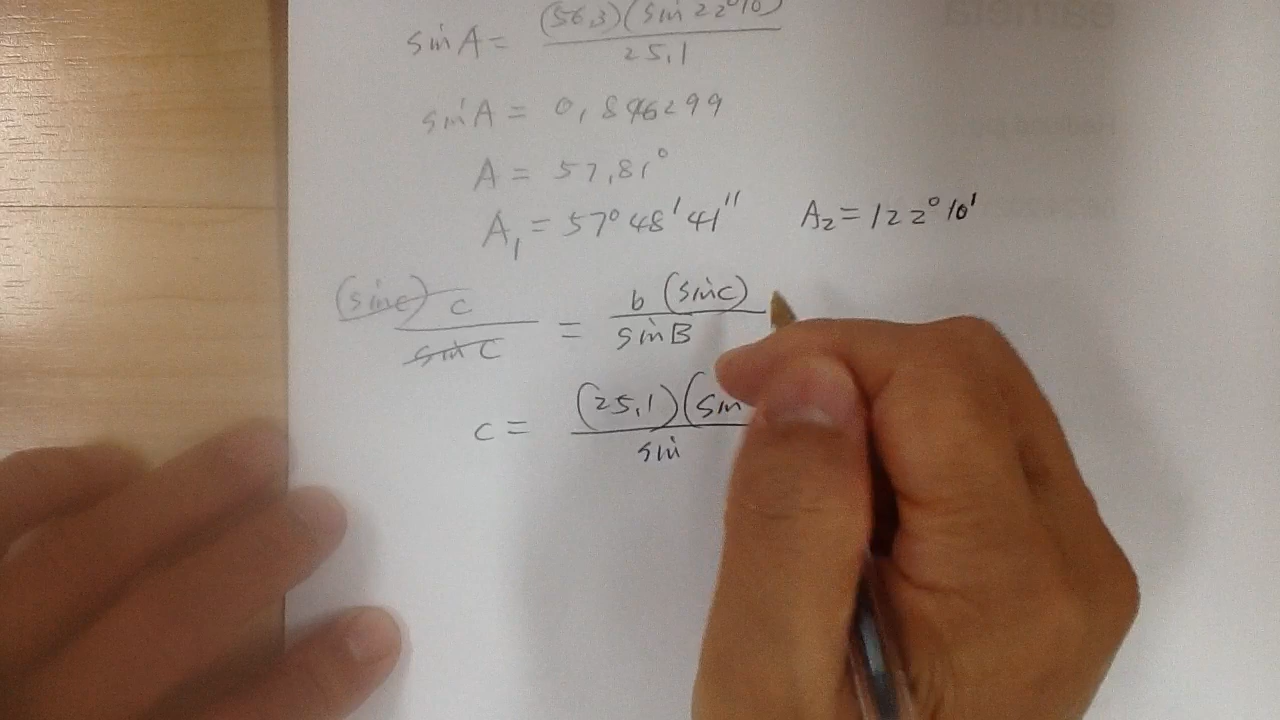 sin A = (56,3)(sin 22°10') / 25,1
sin A = 0,846299
A = 57,81°
A₁ = 57°48'41" A₂ = 122°10'
(sin c) c / sin C = b (sin c) / sin B
c = (25,1)(sin / sin